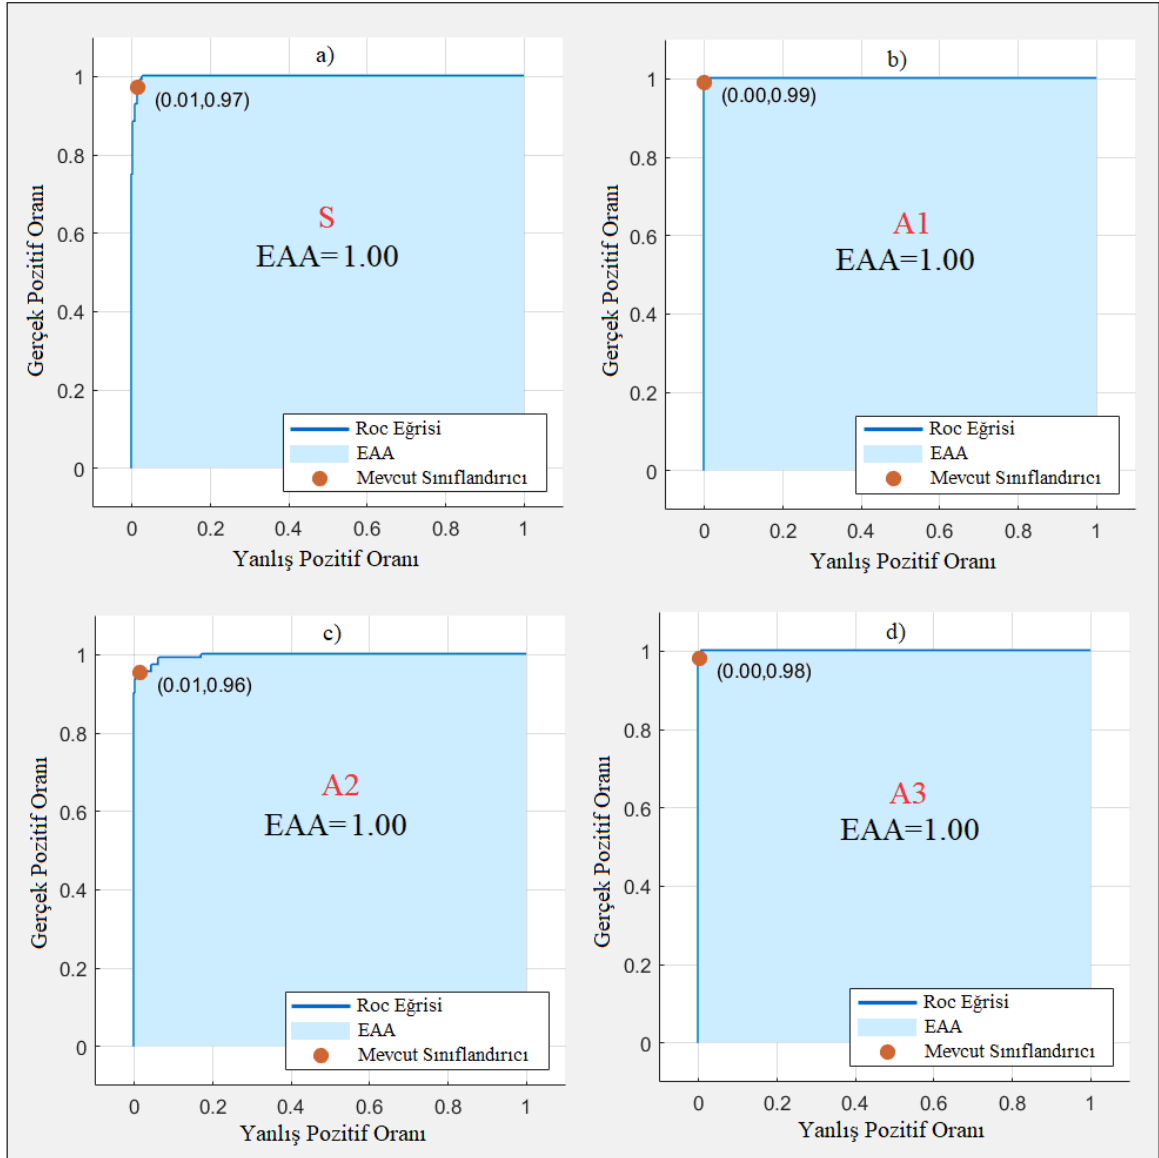 a)
1
0.8
0.6
0.4
0.2
0
(0.01,0.97)
S
EAA=1.00
Gerçek Pozitif Oranı
Roc Eğrisi
EAA
Mevcut Sınıflandırıcı
0 0.2 0.4 0.6 0.8 1
Yanlış Pozitif Oranı
b)
1
0.8
0.6
0.4
0.2
0
(0.00,0.99)
A1
EAA=1.00
Gerçek Pozitif Oranı
Roc Eğrisi
EAA
Mevcut Sınıflandırıcı
0 0.2 0.4 0.6 0.8 1
Yanlış Pozitif Oranı
c)
1
0.8
0.6
0.4
0.2
0
(0.01,0.96)
A2
EAA=1.00
Gerçek Pozitif Oranı
Roc Eğrisi
EAA
Mevcut Sınıflandırıcı
0 0.2 0.4 0.6 0.8 1
Yanlış Pozitif Oranı
d)
1
0.8
0.6
0.4
0.2
0
(0.00,0.98)
A3
EAA=1.00
Gerçek Pozitif Oranı
Roc Eğrisi
EAA
Mevcut Sınıflandırıcı
0 0.2 0.4 0.6 0.8 1
Yanlış Pozitif Oranı